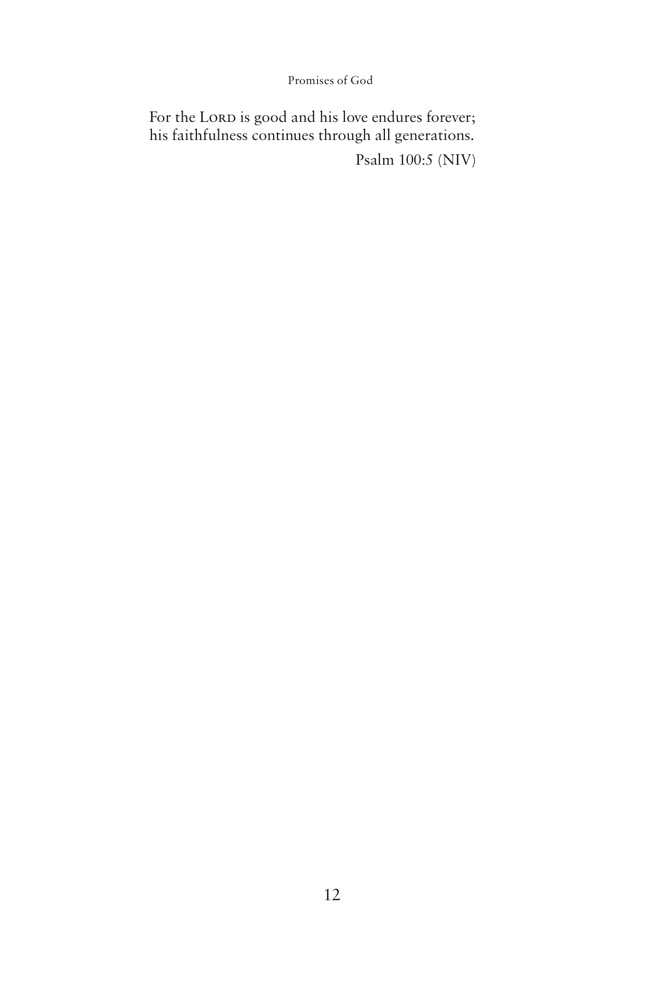 Promises of God
For the LORD is good and his love endures forever;
his faithfulness continues through all generations.
Psalm 100:5 (NIV)
12